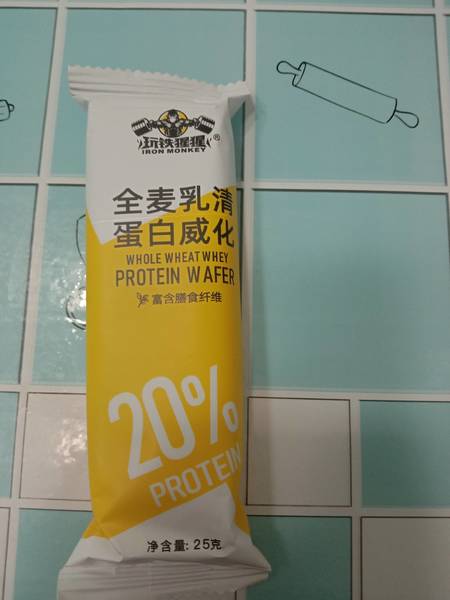 玩铁猩猩®
IRON MONKEY
全麦乳清
蛋白威化
WHOLE WHEAT WHEY
PROTEIN WAFER
富含膳食纤维
20%
PROTEIN
净含量: 25克